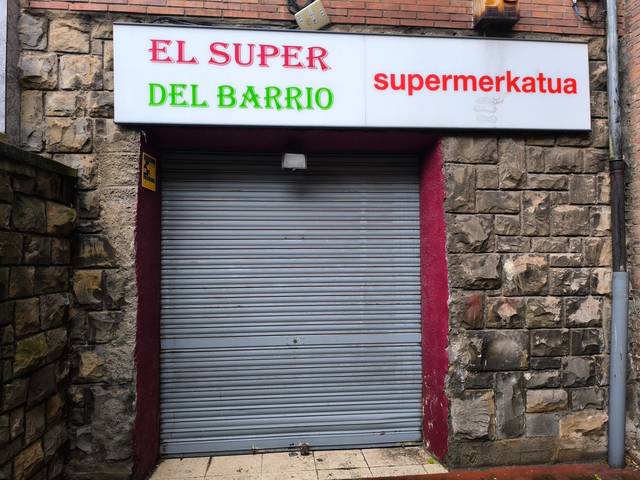 EL SUPER
DEL BARRIO
supermerkatua